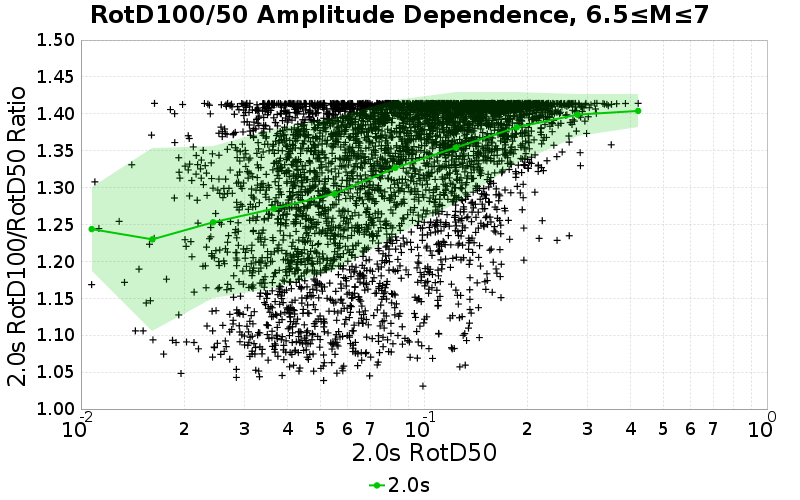 RotD100/50 Amplitude Dependence, 6.5≤M≤7
2.0s RotD100/RotD50 Ratio
1.50
1.45
1.40
1.35
1.30
1.25
1.20
1.15
1.10
1.05
1.00
10^-2 2 3 4 5 6 7 10^-1 2 3 4 5 6 7 10^0
2.0s RotD50
2.0s